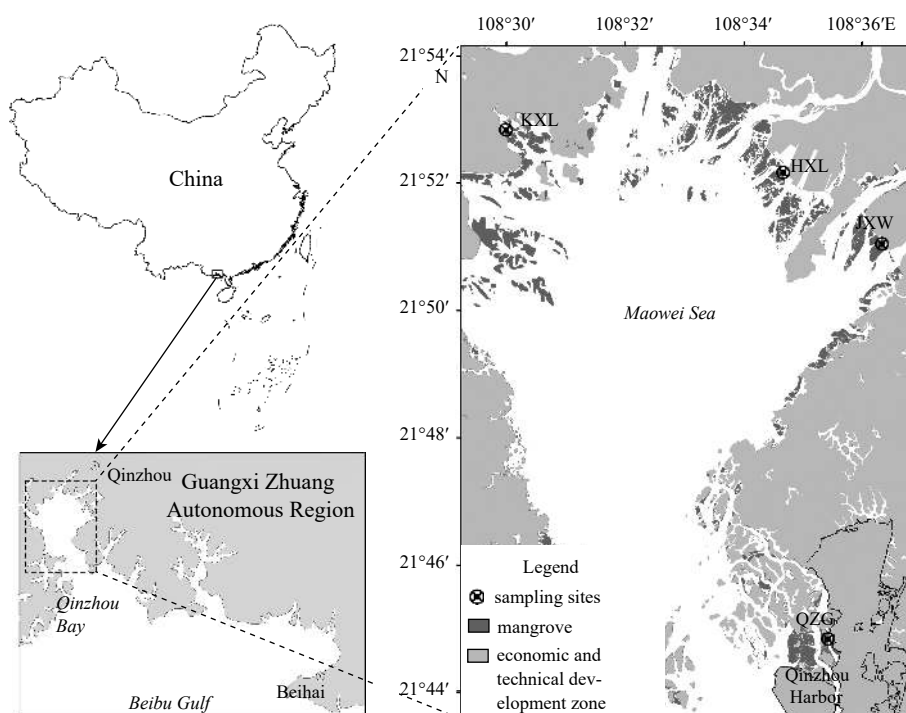 108°30′ 108°32′ 108°34′ 108°36′E
21°54′
N
KXL
China
HXL
21°52′
JXW
21°50′
Maowei Sea
21°48′
Qinzhou
Guangxi Zhuang
Autonomous Region
21°46′
Legend
sampling sites
Qinzhou
Bay
QZG
mangrove
economic and
technical dev-
elopment zone
Qinzhou
Harbor
Beihai
21°44′
Beibu Gulf